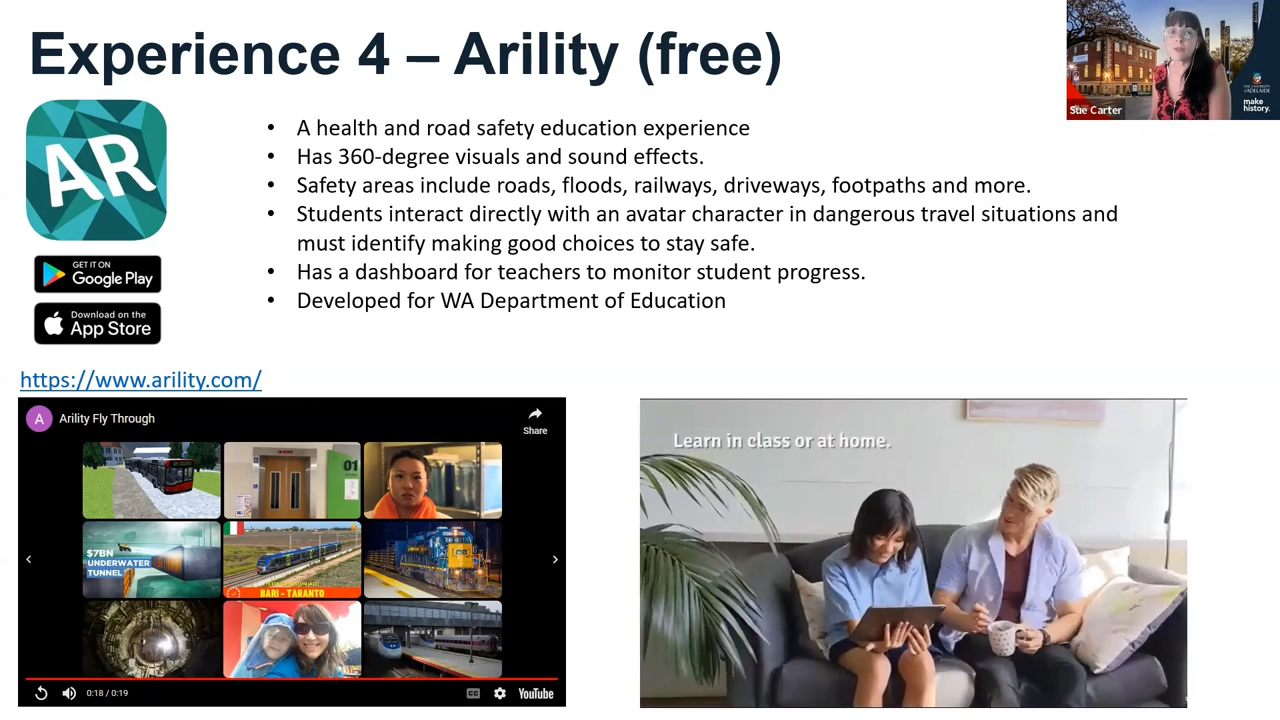 Experience 4 – Arility (free)
Sue Carter
THE UNIVERSITY
of ADELAIDE
make
history.
AR
GET IT ON
Google Play
Download on the
App Store
• A health and road safety education experience
• Has 360-degree visuals and sound effects.
• Safety areas include roads, floods, railways, driveways, footpaths and more.
• Students interact directly with an avatar character in dangerous travel situations and
must identify making good choices to stay safe.
• Has a dashboard for teachers to monitor student progress.
• Developed for WA Department of Education
https://www.arility.com/
A
Arility Fly Through
Share
01
$7BN
UNDERWATER
TUNNEL
BARI - TARANTO
0:18 / 0:19
CC
YouTube
Learn in class or at home.